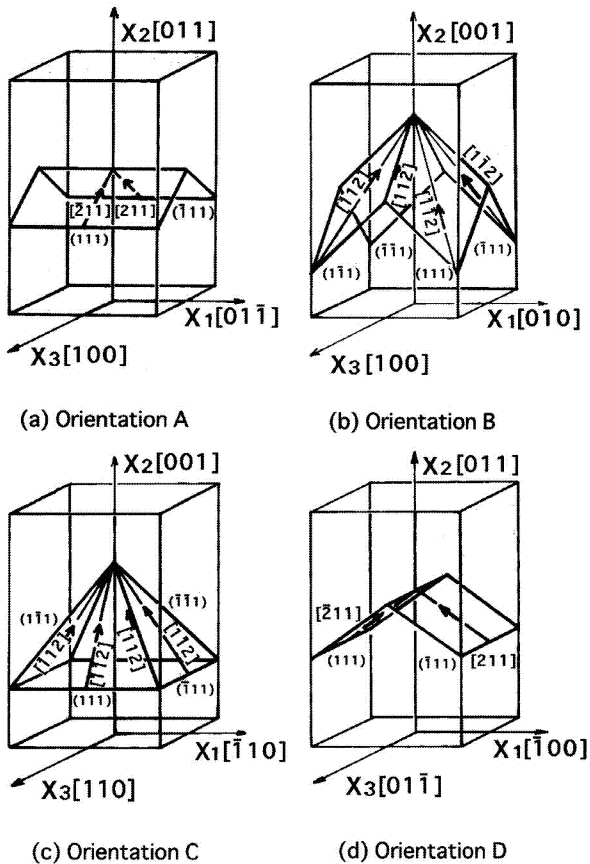 X2[011]
[2̄11] [211] (1̄11)
(111)
X1[011̄]
X3[100]
(a) Orientation A
X2[001]
[1̄12] [112] [1̄1̄2] [11̄2]
(11̄1) (1̄1̄1) (111) (1̄11)
X1[010]
X3[100]
(b) Orientation B
X2[001]
(11̄1) (1̄1̄1)
[1̄12] [1̄1̄2] [112] [11̄2]
(111) (1̄11)
X1[1̄10]
X3[110]
(c) Orientation C
X2[011]
[2̄11]
(111) (1̄11) [211]
X1[1̄00]
X3[011̄]
(d) Orientation D